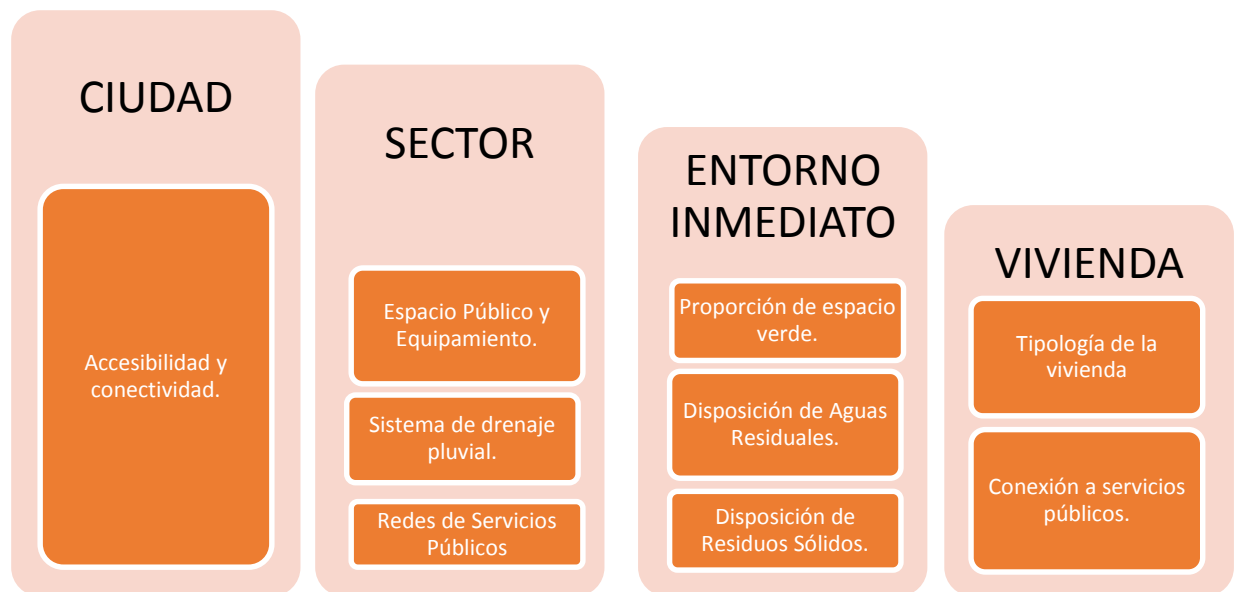 CIUDAD
Accesibilidad y
conectividad.
SECTOR
Espacio Público y
Equipamiento.
Sistema de drenaje
pluvial.
Redes de Servicios
Públicos
ENTORNO
INMEDIATO
Proporción de espacio
verde.
Disposición de Aguas
Residuales.
Disposición de
Residuos Sólidos.
VIVIENDA
Tipología de la
vivienda
Conexión a servicios
públicos.